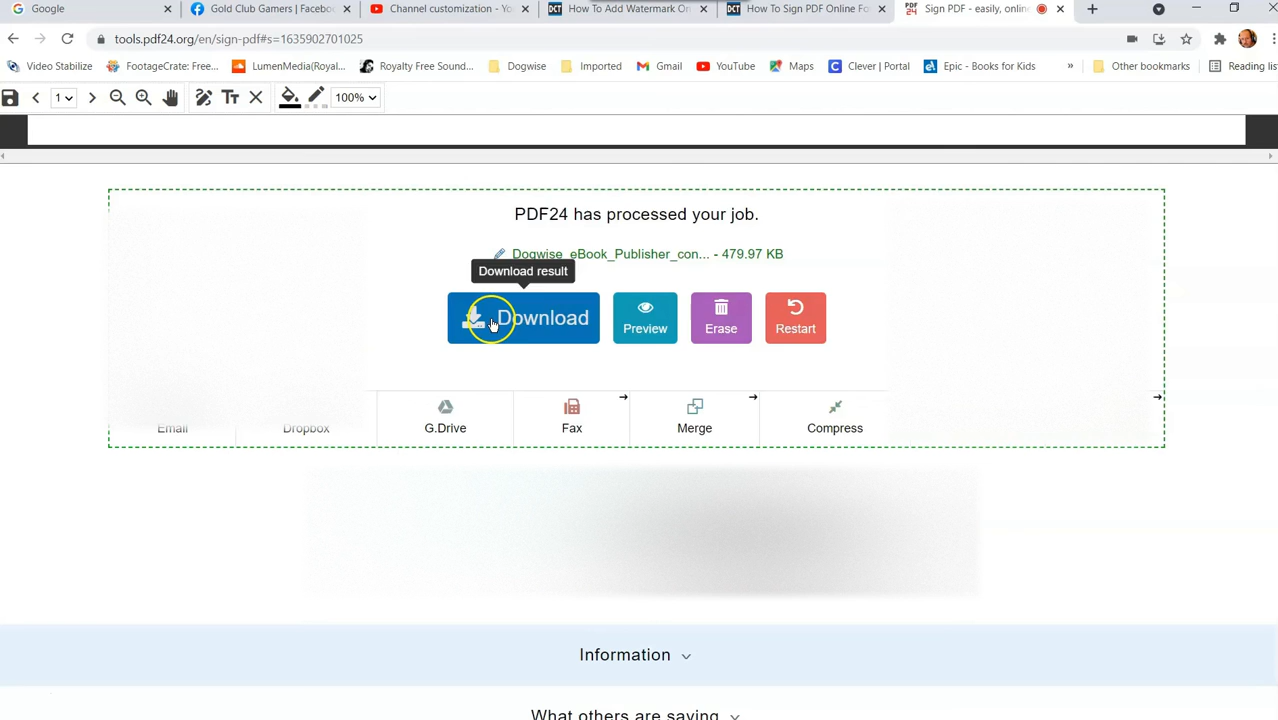 Google
Gold Club Gamers | Facebo
Channel customization - Yo
How To Add Watermark On
How To Sign PDF Online Fo
Sign PDF - easily, onlin
tools.pdf24.org/en/sign-pdf#s=1635902701025
Video Stabilize
FootageCrate: Free...
LumenMedia(Royal...
Royalty Free Sound...
Dogwise
Imported
Gmail
YouTube
Maps
Clever | Portal
Epic - Books for Kids
»
Other bookmarks
Reading list
1
100%
PDF24 has processed your job.
Dogwise_eBook_Publisher_con... - 479.97 KB
Download result
Download
Preview
Erase
Restart
Email
Dropbox
G.Drive
Fax
Merge
Compress
Information
What others are saying